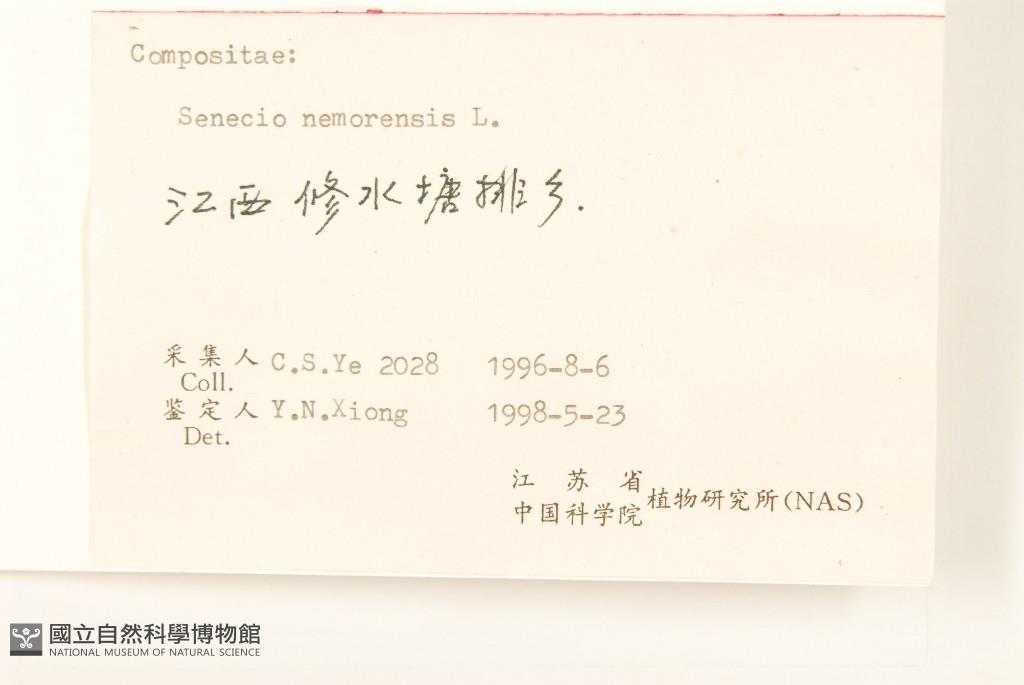 Compositae:
Senecio nemorensis L.
江西修水塘排乡.
采集人 C.S.Ye 2028 1996-8-6
Coll.
鉴定人 Y.N.Xiong 1998-5-23
Det.
江苏省
中国科学院 植物研究所(NAS)
國立自然科學博物館
NATIONAL MUSEUM OF NATURAL SCIENCE